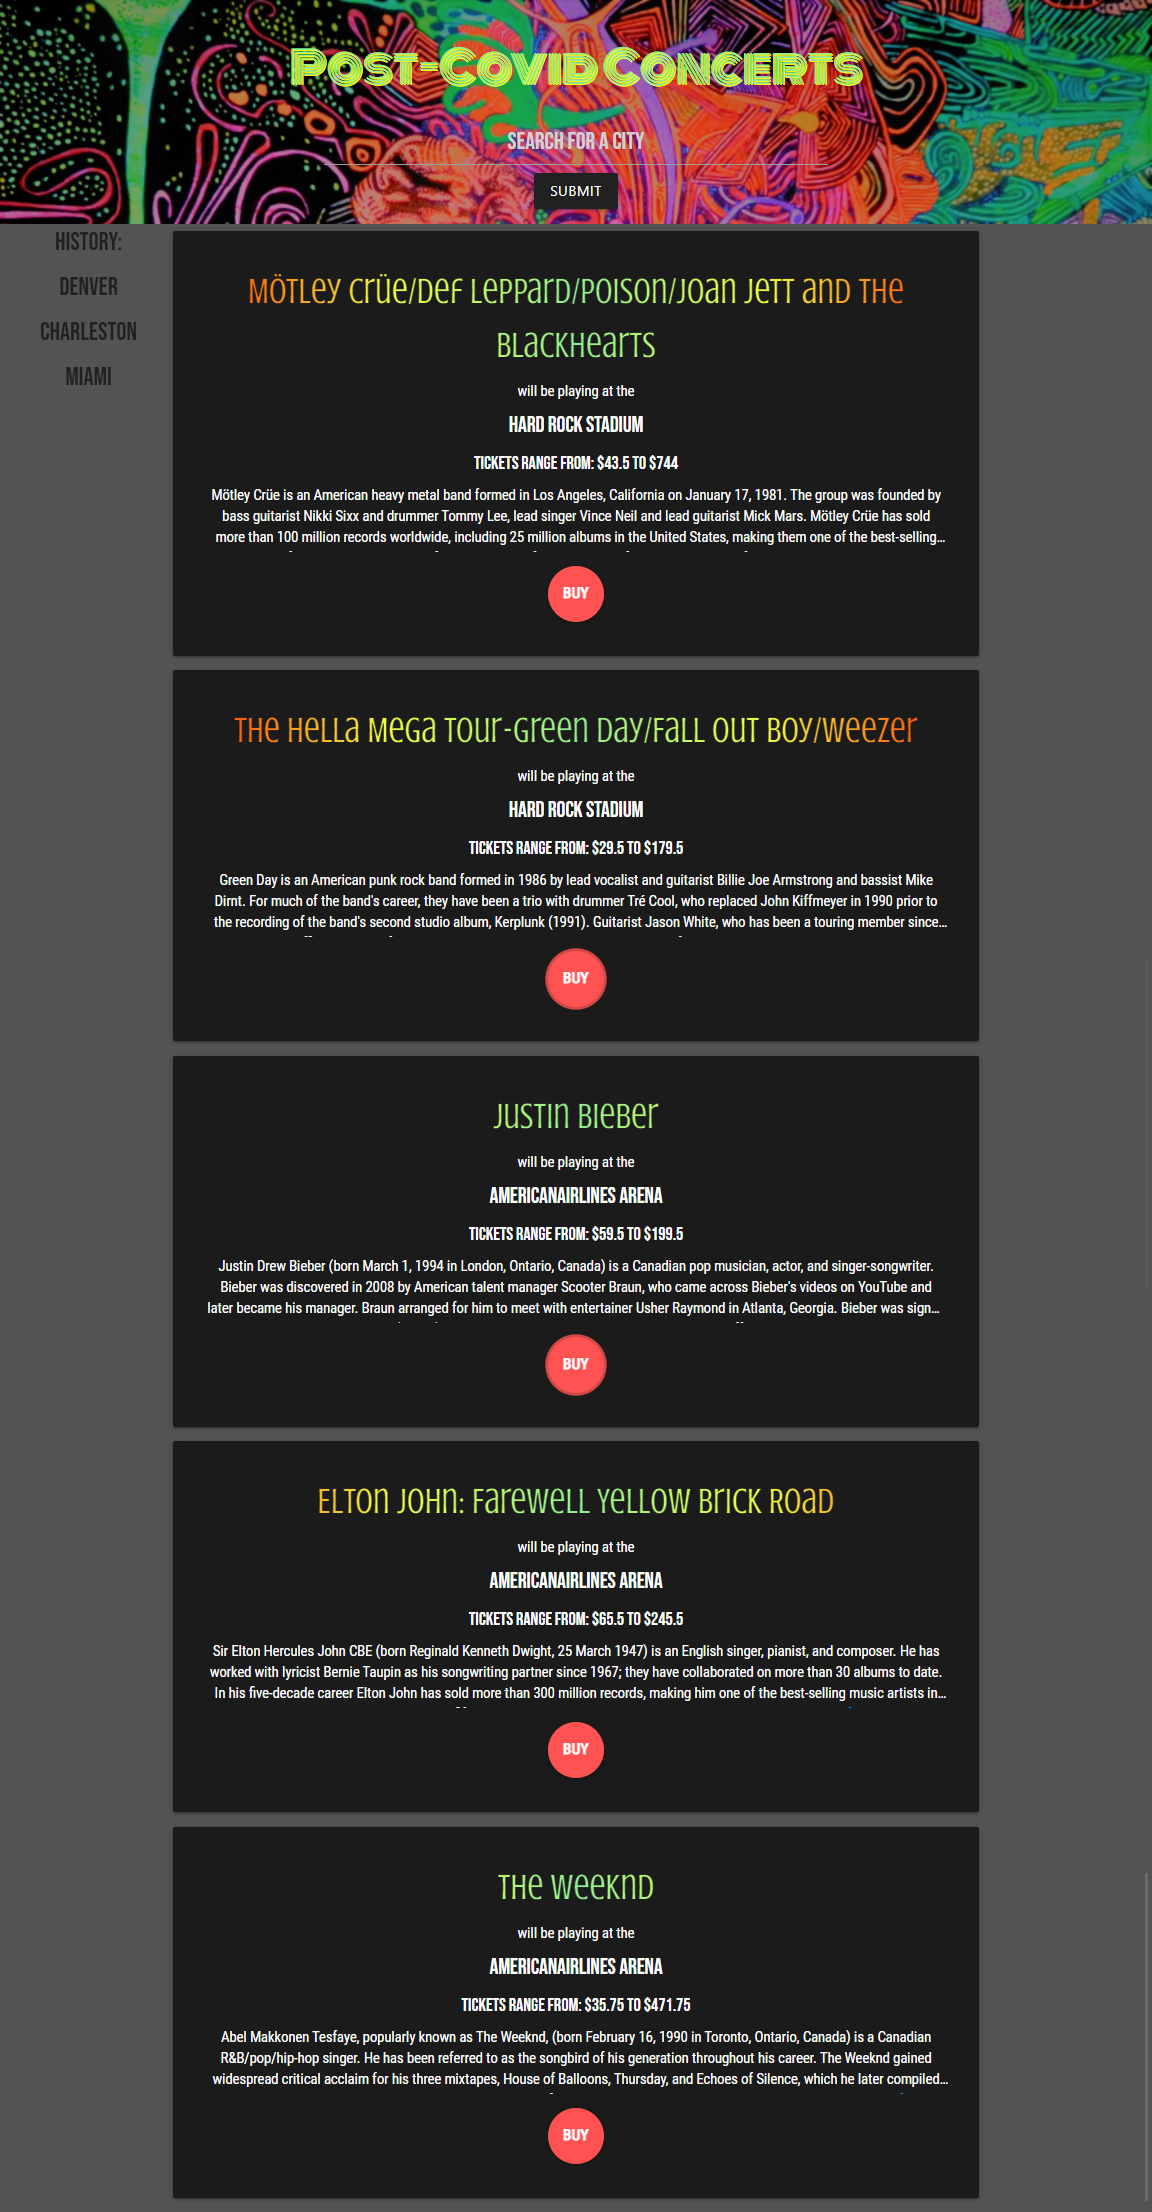 Post-Covid Concerts
SEARCH FOR A CITY
SUBMIT
HISTORY:
DENVER
CHARLESTON
MIAMI
Mötley Crüe/Def Leppard/Poison/Joan Jett and the
Blackhearts
will be playing at the
HARD ROCK STADIUM
TICKETS RANGE FROM: $43.5 TO $744
Mötley Crüe is an American heavy metal band formed in Los Angeles, California on January 17, 1981. The group was founded by
bass guitarist Nikki Sixx and drummer Tommy Lee, lead singer Vince Neil and lead guitarist Mick Mars. Mötley Crüe has sold
more than 100 million records worldwide, including 25 million albums in the United States, making them one of the best-selling…
BUY
The Hella Mega Tour-Green Day/Fall Out Boy/Weezer
will be playing at the
HARD ROCK STADIUM
TICKETS RANGE FROM: $29.5 TO $179.5
Green Day is an American punk rock band formed in 1986 by lead vocalist and guitarist Billie Joe Armstrong and bassist Mike
Dirnt. For much of the band's career, they have been a trio with drummer Tré Cool, who replaced John Kiffmeyer in 1990 prior to
the recording of the band's second studio album, Kerplunk (1991). Guitarist Jason White, who has been a touring member since…
BUY
Justin Bieber
will be playing at the
AMERICANAIRLINES ARENA
TICKETS RANGE FROM: $59.5 TO $199.5
Justin Drew Bieber (born March 1, 1994 in London, Ontario, Canada) is a Canadian pop musician, actor, and singer-songwriter.
Bieber was discovered in 2008 by American talent manager Scooter Braun, who came across Bieber's videos on YouTube and
later became his manager. Braun arranged for him to meet with entertainer Usher Raymond in Atlanta, Georgia. Bieber was sign…
BUY
Elton John: Farewell Yellow Brick Road
will be playing at the
AMERICANAIRLINES ARENA
TICKETS RANGE FROM: $65.5 TO $245.5
Sir Elton Hercules John CBE (born Reginald Kenneth Dwight, 25 March 1947) is an English singer, pianist, and composer. He has
worked with lyricist Bernie Taupin as his songwriting partner since 1967; they have collaborated on more than 30 albums to date.
In his five-decade career Elton John has sold more than 300 million records, making him one of the best-selling music artists in…
BUY
The Weeknd
will be playing at the
AMERICANAIRLINES ARENA
TICKETS RANGE FROM: $35.75 TO $471.75
Abel Makkonen Tesfaye, popularly known as The Weeknd, (born February 16, 1990 in Toronto, Ontario, Canada) is a Canadian
R&B/pop/hip-hop singer. He has been referred to as the songbird of his generation throughout his career. The Weeknd gained
widespread critical acclaim for his three mixtapes, House of Balloons, Thursday, and Echoes of Silence, which he later compiled…
BUY